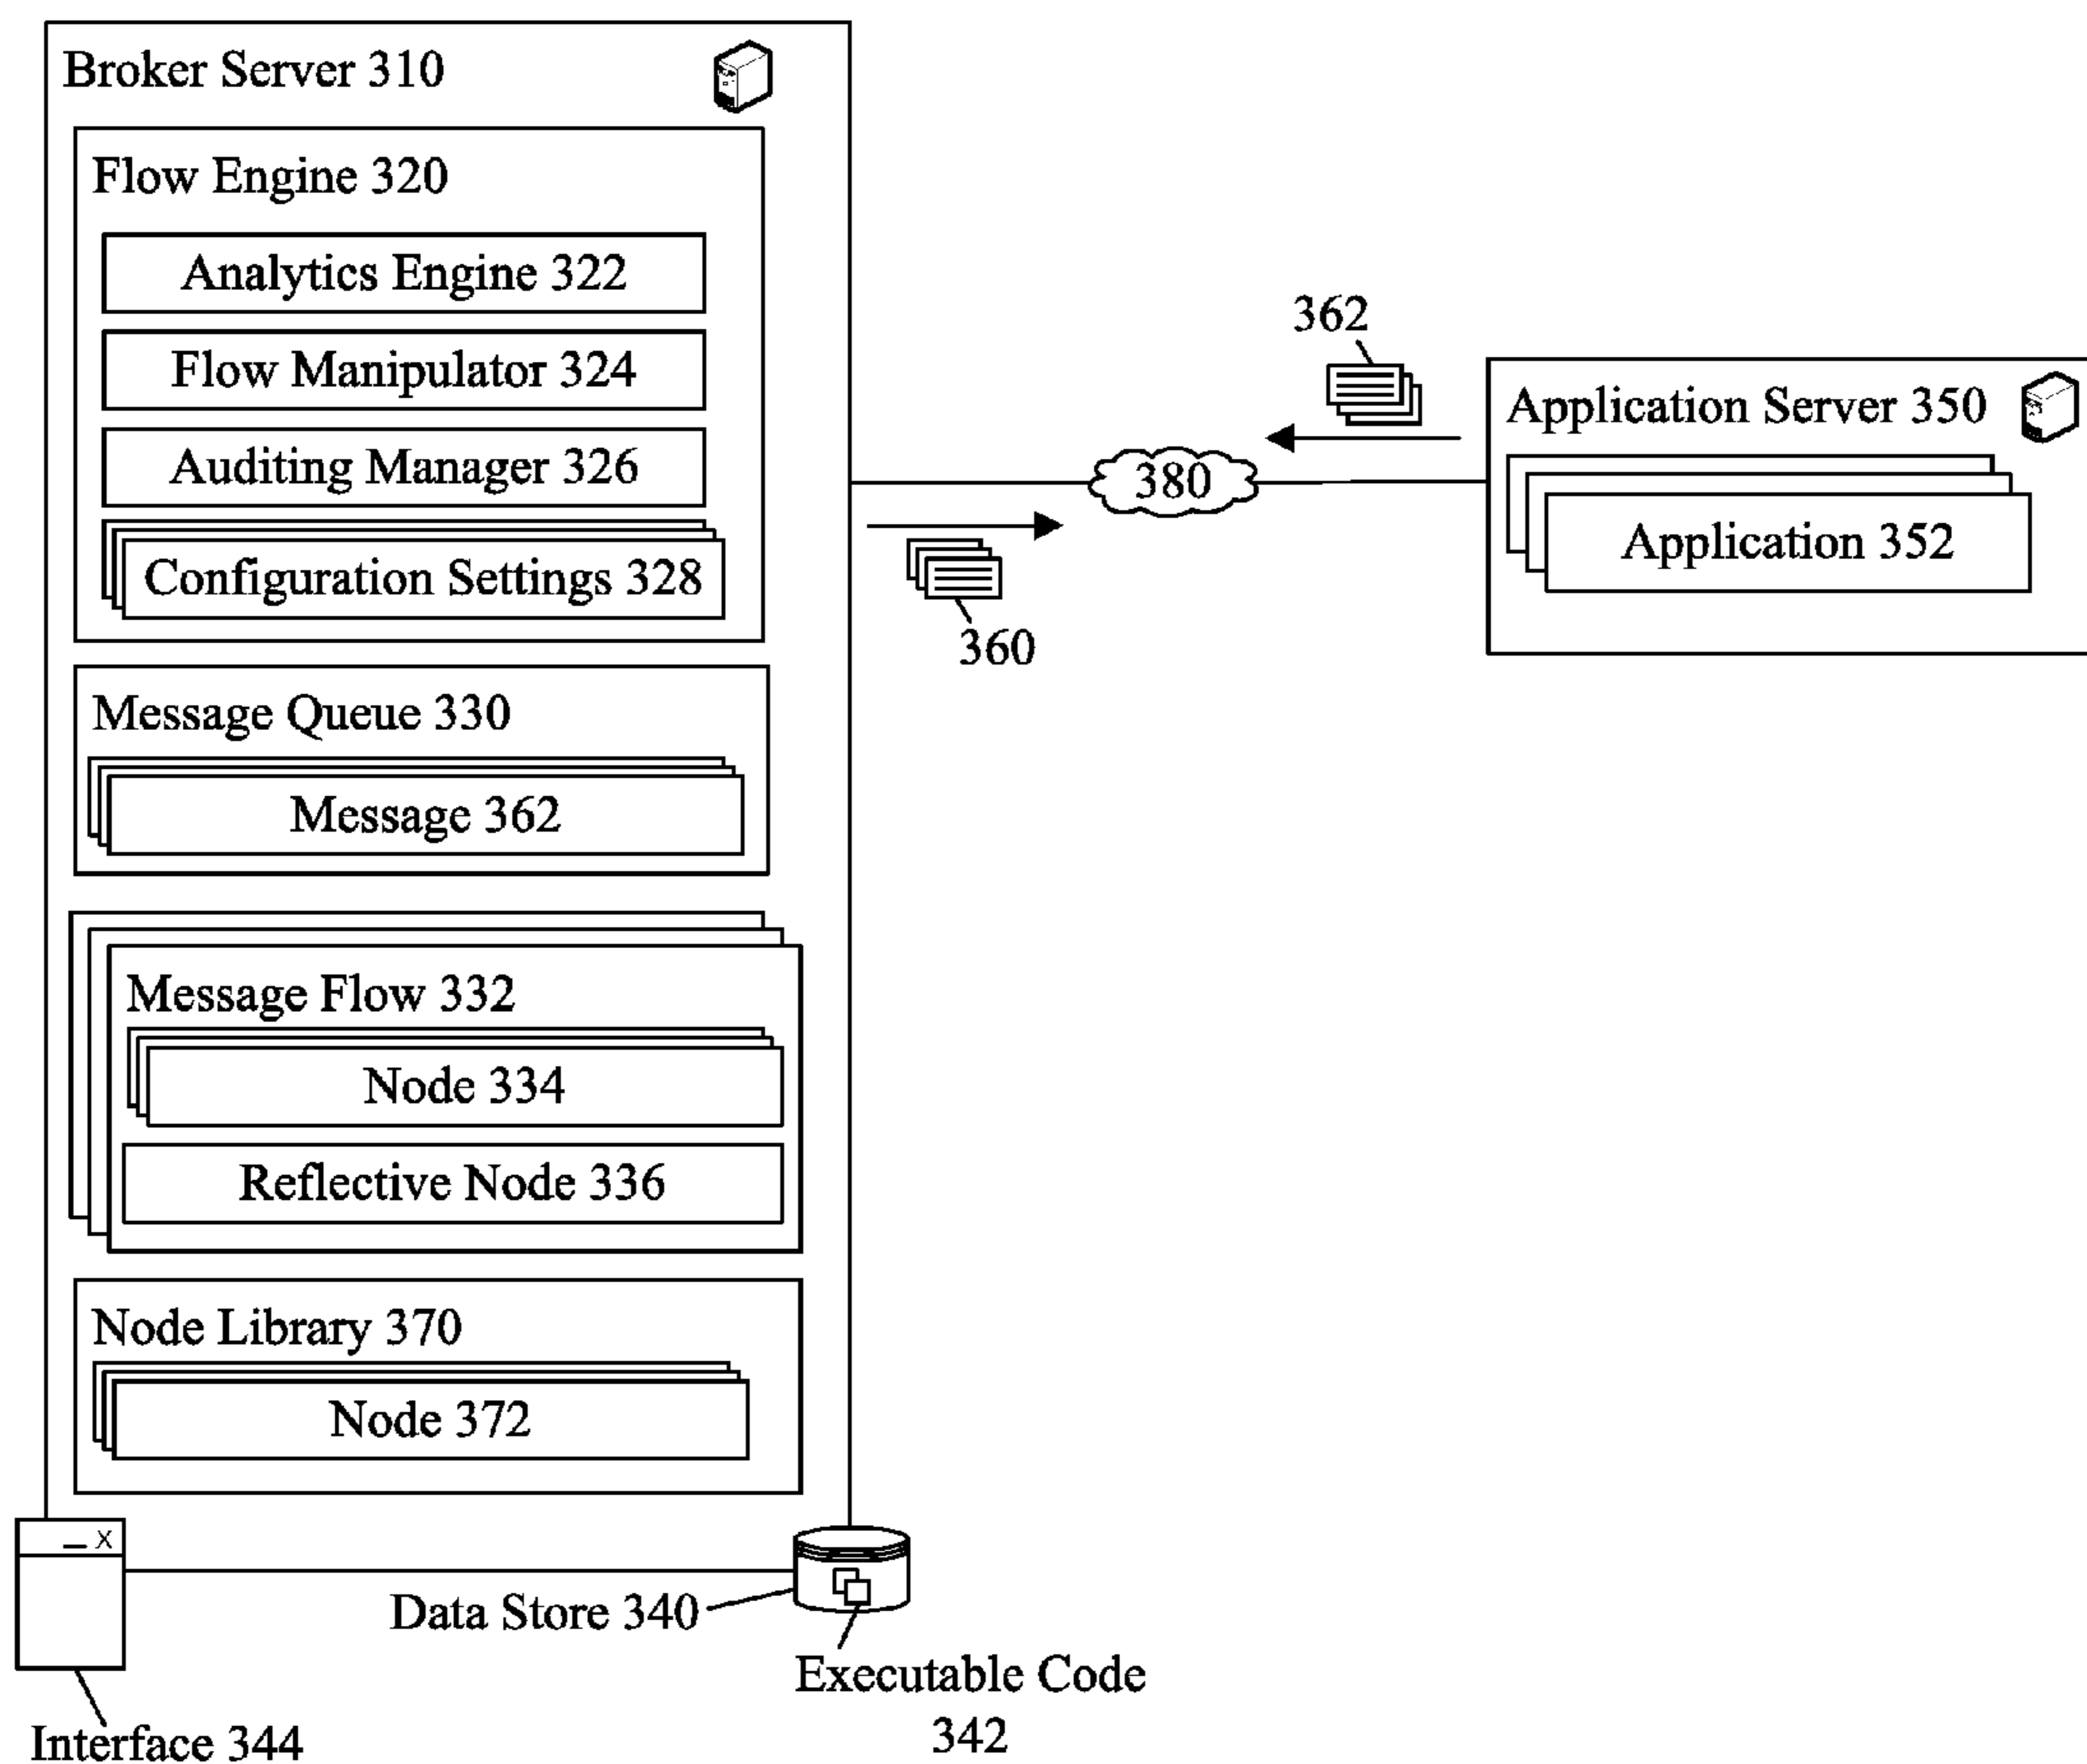 Broker Server 310
Flow Engine 320
Analytics Engine 322
Flow Manipulator 324
Auditing Manager 326
Configuration Settings 328
Message Queue 330
Message 362
Message Flow 332
Node 334
Reflective Node 336
Node Library 370
Node 372
_ X
Data Store 340
Executable Code
342
Interface 344
362
380
360
Application Server 350
Application 352